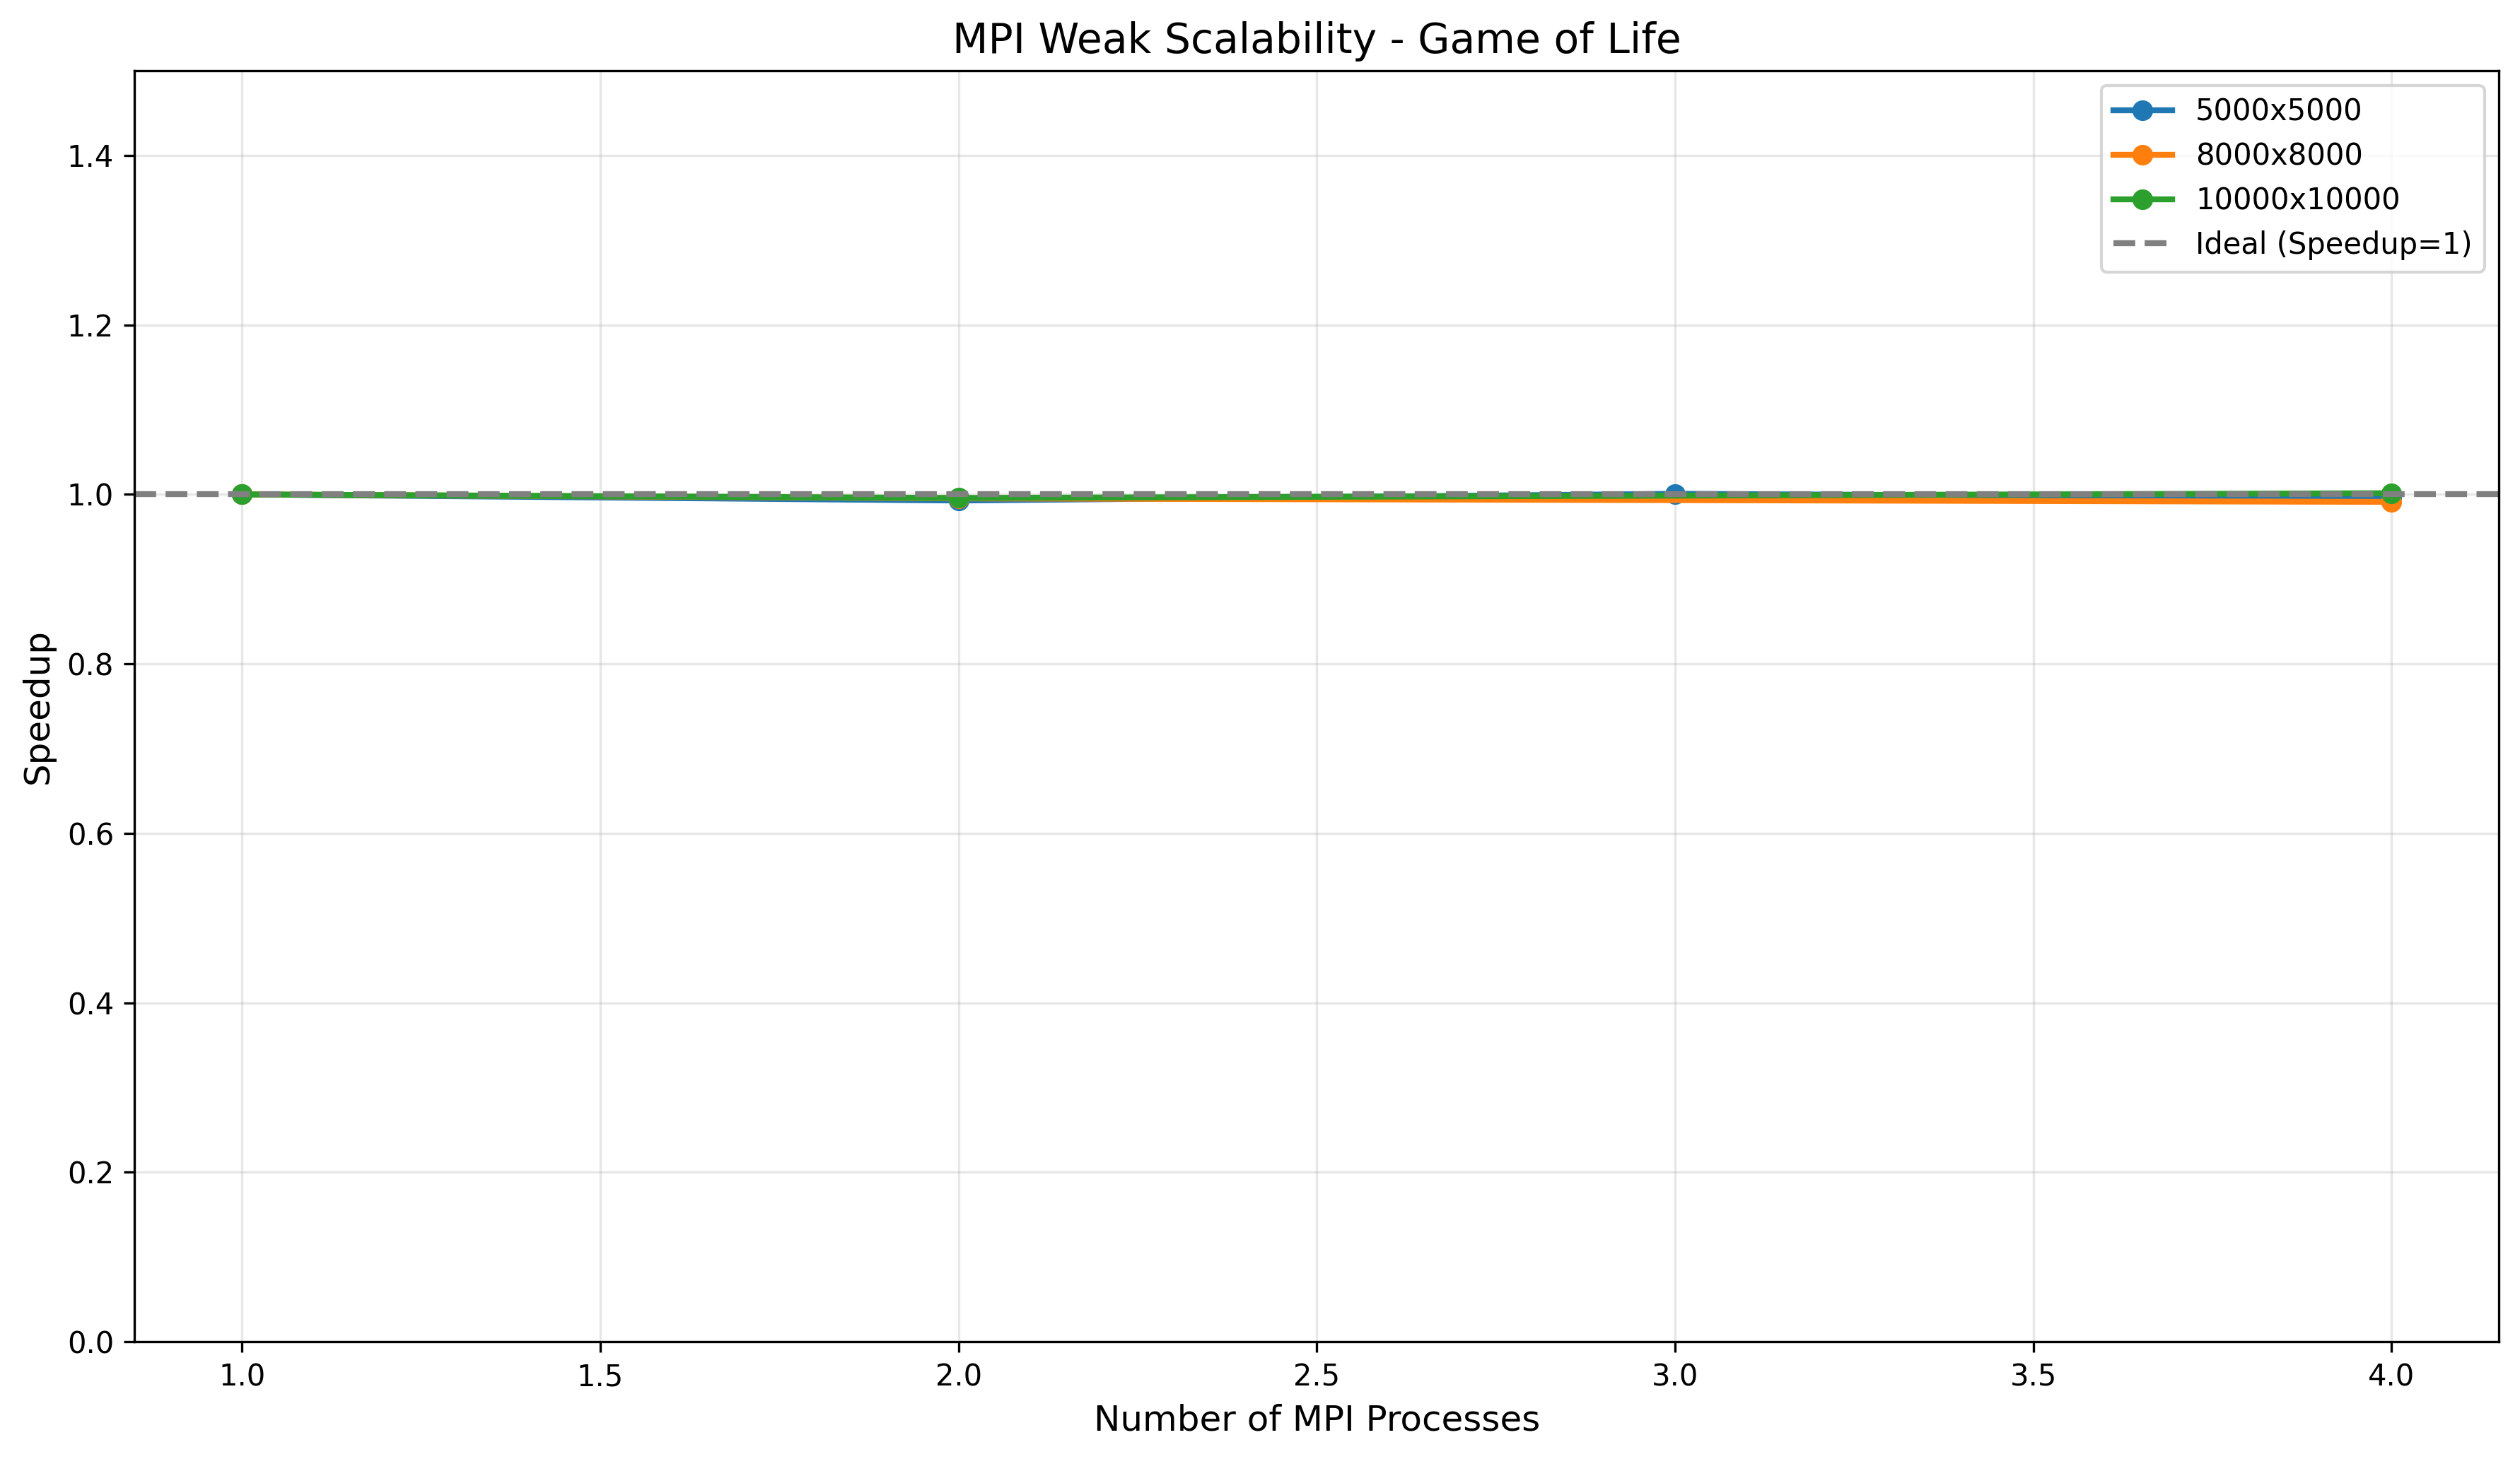 MPI Weak Scalability - Game of Life
5000x5000
8000x8000
10000x10000
Ideal (Speedup=1)
Speedup
1.4
1.2
1.0
0.8
0.6
0.4
0.2
0.0
1.0 1.5 2.0 2.5 3.0 3.5 4.0
Number of MPI Processes